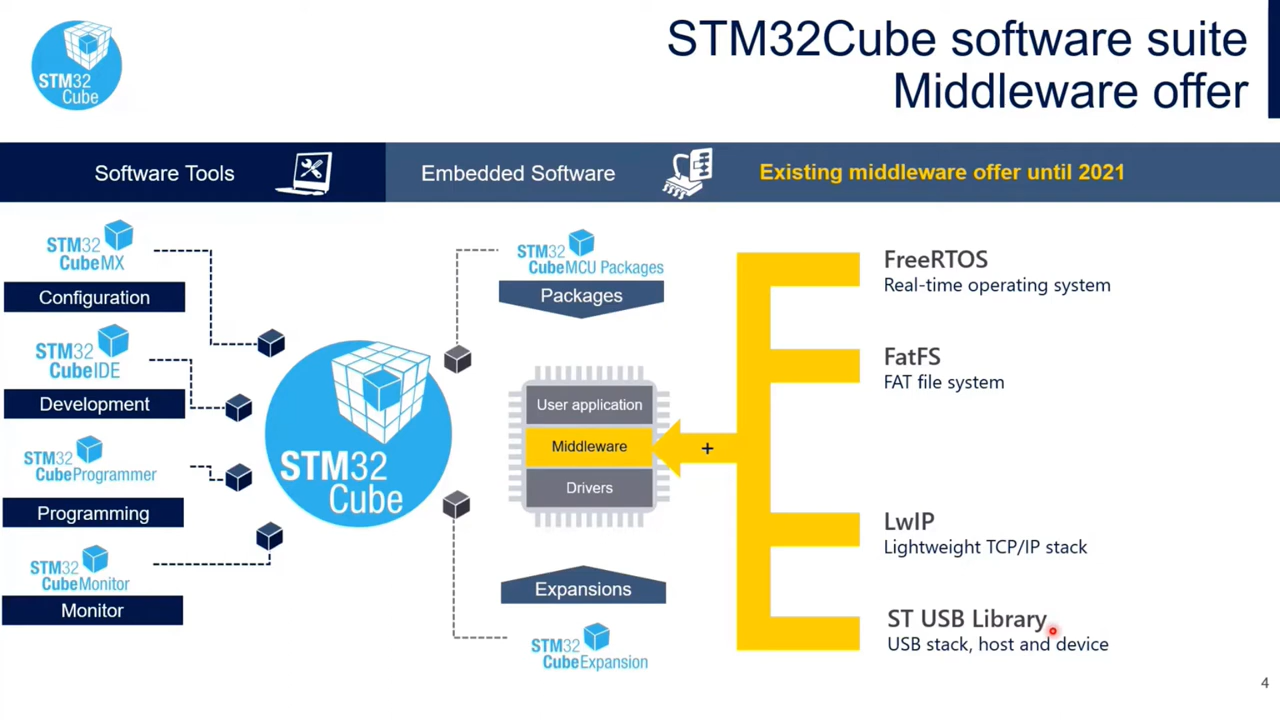 STM32
Cube
STM32Cube software suite
Middleware offer
Software Tools
Embedded Software
Existing middleware offer until 2021
STM32
CubeMX
Configuration
STM32
CubeIDE
Development
STM32
CubeProgrammer
Programming
STM32
CubeMonitor
Monitor
STM32
Cube
STM32
CubeMCU Packages
Packages
User application
Middleware
Drivers
+
Expansions
STM32
CubeExpansion
FreeRTOS
Real-time operating system
FatFS
FAT file system
LwIP
Lightweight TCP/IP stack
ST USB Library
USB stack, host and device
4